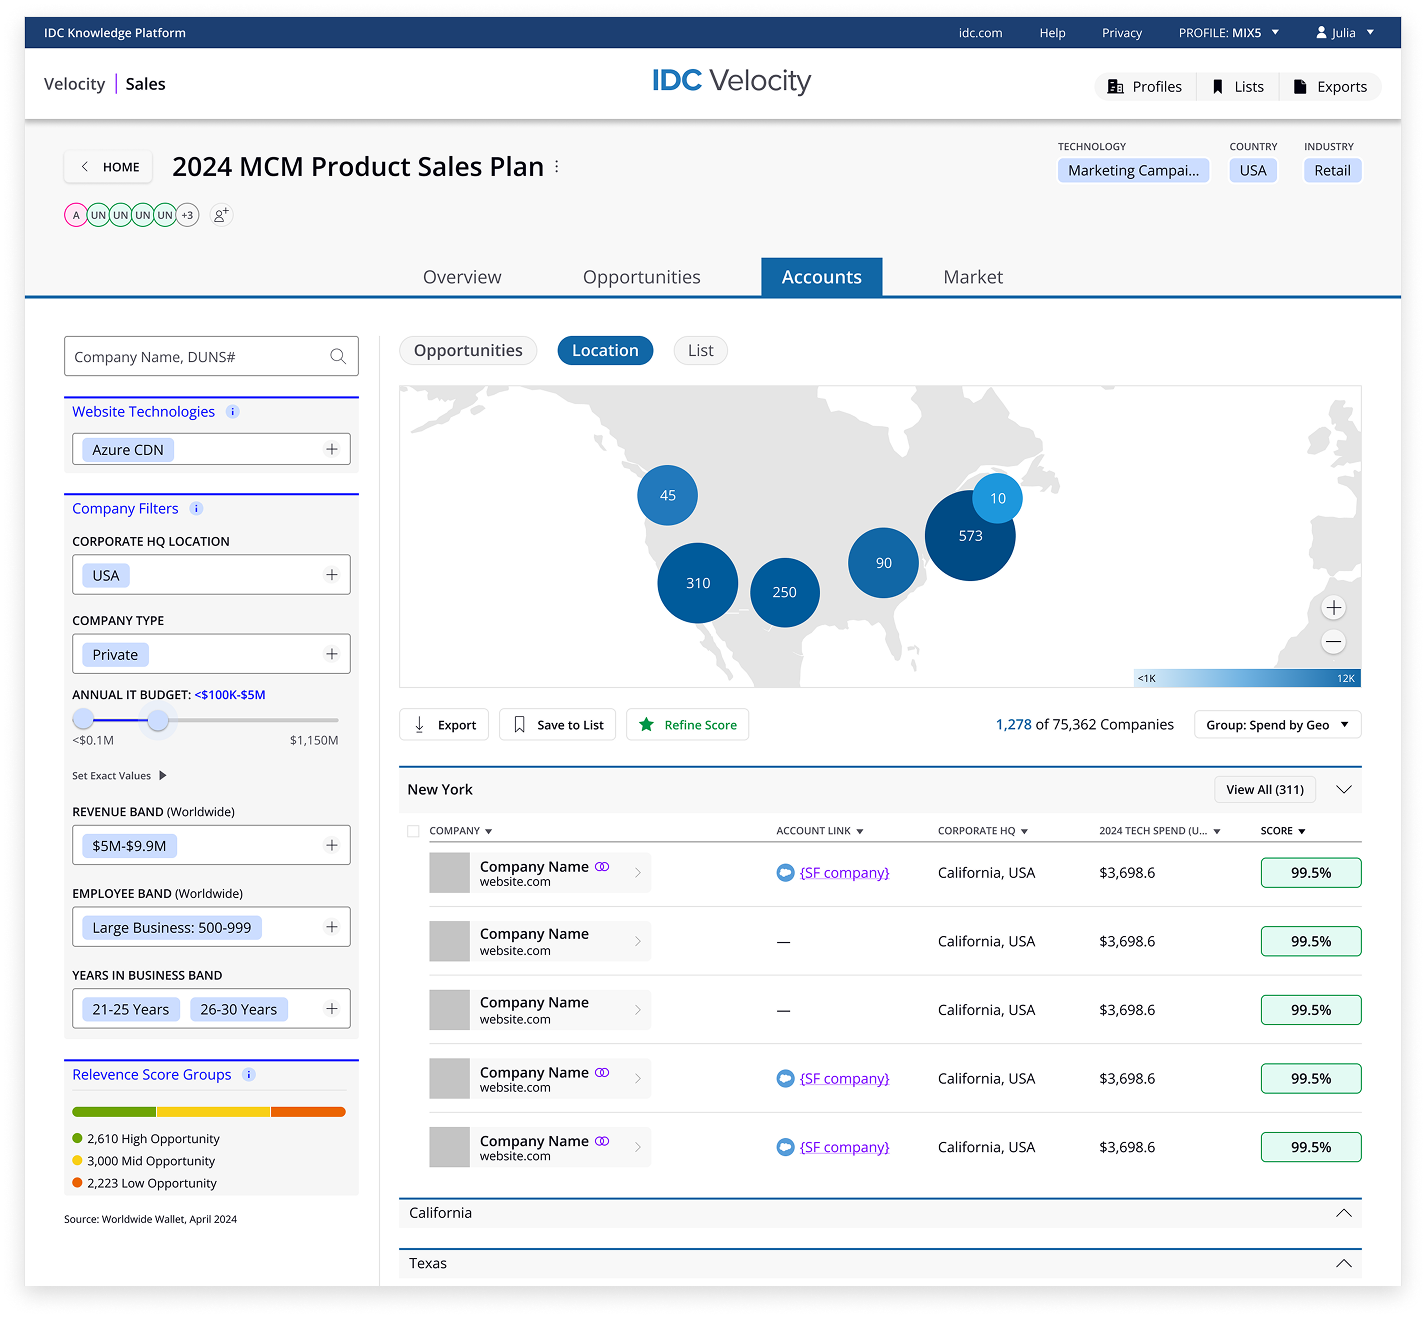 IDC Knowledge Platform
idc.com Help Privacy PROFILE: MIX5 Julia
Velocity | Sales
IDC Velocity
Profiles Lists Exports
HOME
2024 MCM Product Sales Plan
TECHNOLOGY COUNTRY INDUSTRY
Marketing Campai... USA Retail
A UN UN UN UN +3
Overview Opportunities Accounts Market
Company Name, DUNS#
Website Technologies i
Azure CDN
Company Filters i
CORPORATE HQ LOCATION
USA
COMPANY TYPE
Private
ANNUAL IT BUDGET: <$100K-$5M
<$0.1M $1,150M
Set Exact Values
REVENUE BAND (Worldwide)
$5M-$9.9M
EMPLOYEE BAND (Worldwide)
Large Business: 500-999
YEARS IN BUSINESS BAND
21-25 Years 26-30 Years
Relevence Score Groups i
2,610 High Opportunity
3,000 Mid Opportunity
2,223 Low Opportunity
Source: Worldwide Wallet, April 2024
Opportunities Location List
45
10
573
90
310
250
<1K 12K
Export Save to List Refine Score
1,278 of 75,362 Companies
Group: Spend by Geo
New York
View All (311)
COMPANY ACCOUNT LINK CORPORATE HQ 2024 TECH SPEND (U... SCORE
Company Name
website.com
{SF company} California, USA $3,698.6 99.5%
Company Name
website.com
— California, USA $3,698.6 99.5%
Company Name
website.com
— California, USA $3,698.6 99.5%
Company Name
website.com
{SF company} California, USA $3,698.6 99.5%
Company Name
website.com
{SF company} California, USA $3,698.6 99.5%
California
Texas